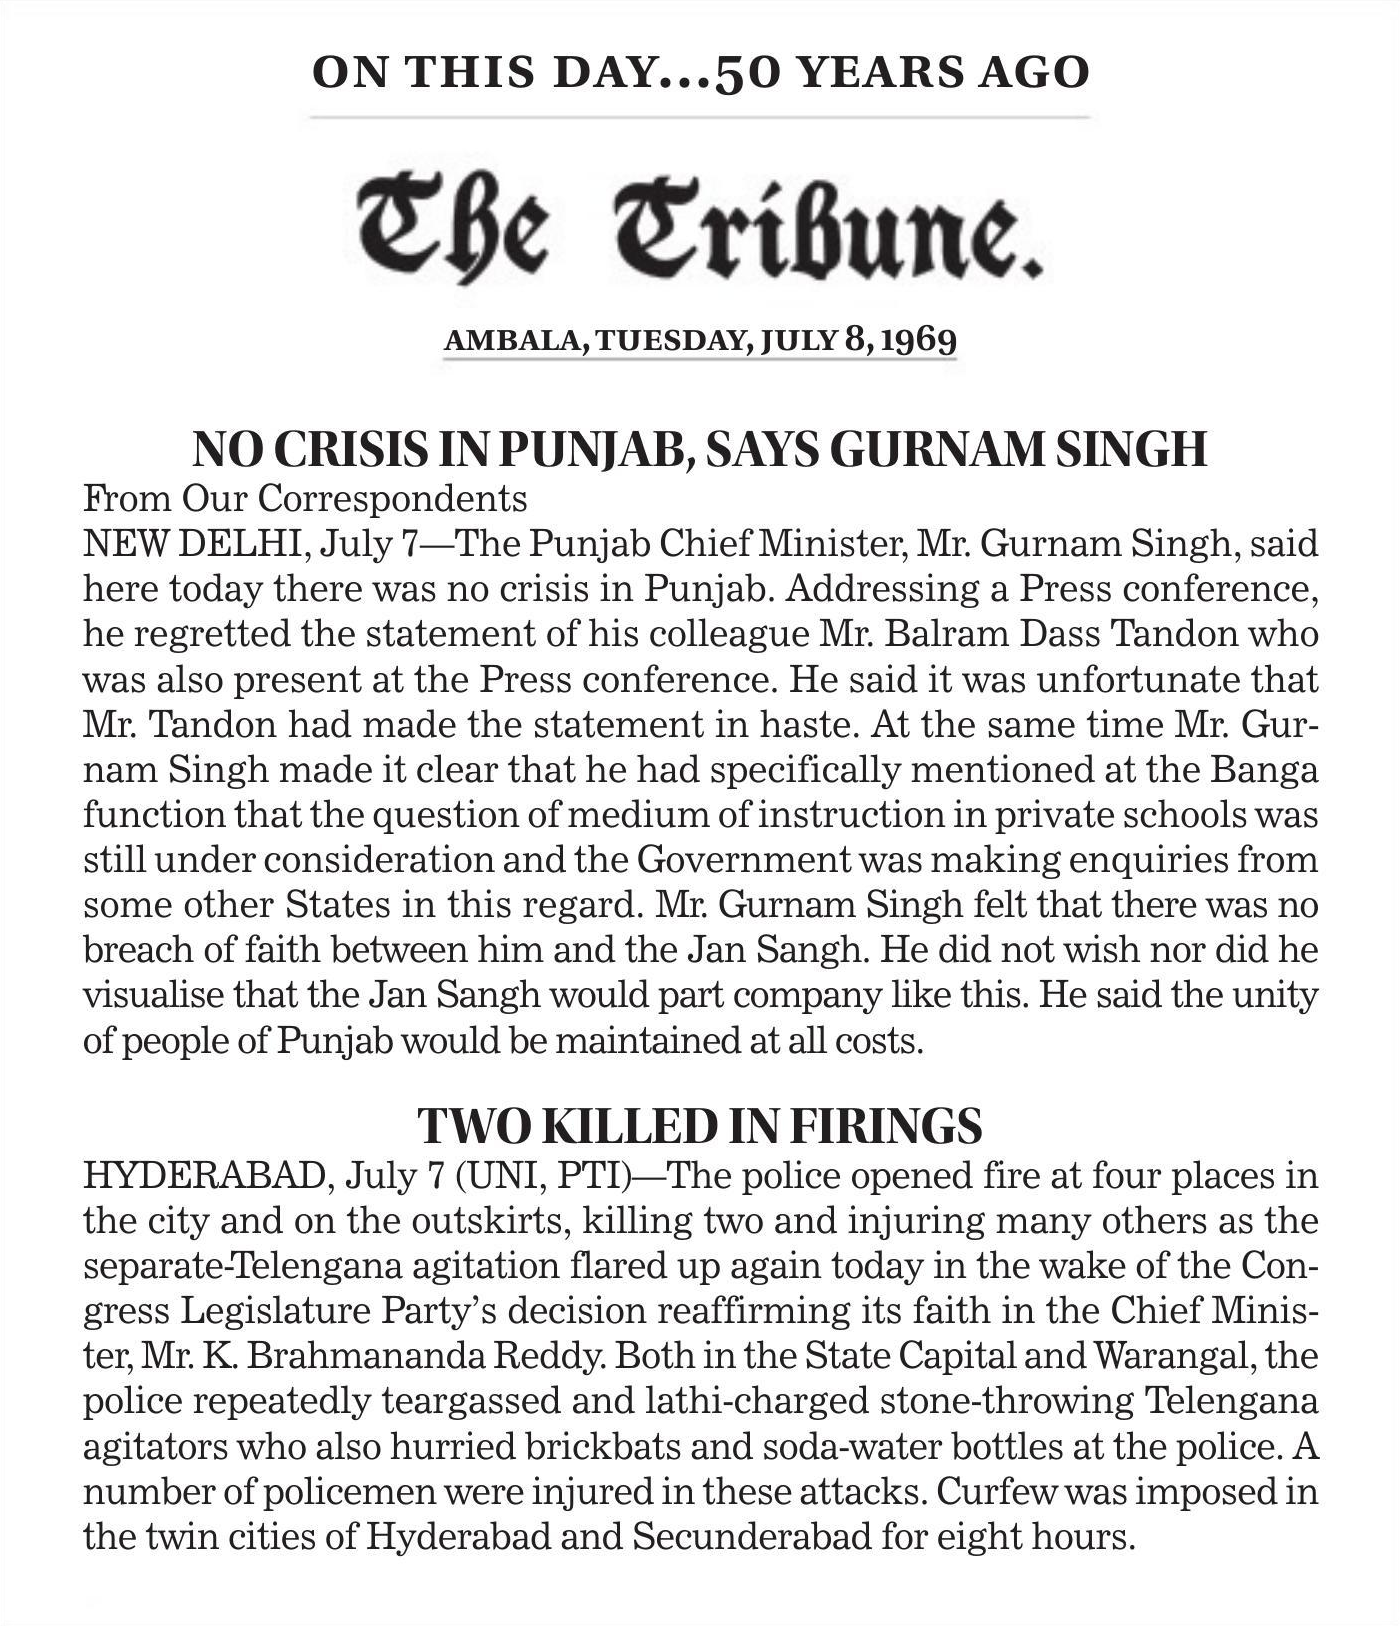 ON THIS DAY...50 YEARS AGO
The Tribune.
AMBALA, TUESDAY, JULY 8, 1969
NO CRISIS IN PUNJAB, SAYS GURNAM SINGH
From Our Correspondents
NEW DELHI, July 7—The Punjab Chief Minister, Mr. Gurnam Singh, said
here today there was no crisis in Punjab. Addressing a Press conference,
he regretted the statement of his colleague Mr. Balram Dass Tandon who
was also present at the Press conference. He said it was unfortunate that
Mr. Tandon had made the statement in haste. At the same time Mr. Gur-
nam Singh made it clear that he had specifically mentioned at the Banga
function that the question of medium of instruction in private schools was
still under consideration and the Government was making enquiries from
some other States in this regard. Mr. Gurnam Singh felt that there was no
breach of faith between him and the Jan Sangh. He did not wish nor did he
visualise that the Jan Sangh would part company like this. He said the unity
of people of Punjab would be maintained at all costs.
TWO KILLED IN FIRINGS
HYDERABAD, July 7 (UNI, PTI)—The police opened fire at four places in
the city and on the outskirts, killing two and injuring many others as the
separate-Telengana agitation flared up again today in the wake of the Con-
gress Legislature Party's decision reaffirming its faith in the Chief Minis-
ter, Mr. K. Brahmananda Reddy. Both in the State Capital and Warangal, the
police repeatedly teargassed and lathi-charged stone-throwing Telengana
agitators who also hurried brickbats and soda-water bottles at the police. A
number of policemen were injured in these attacks. Curfew was imposed in
the twin cities of Hyderabad and Secunderabad for eight hours.